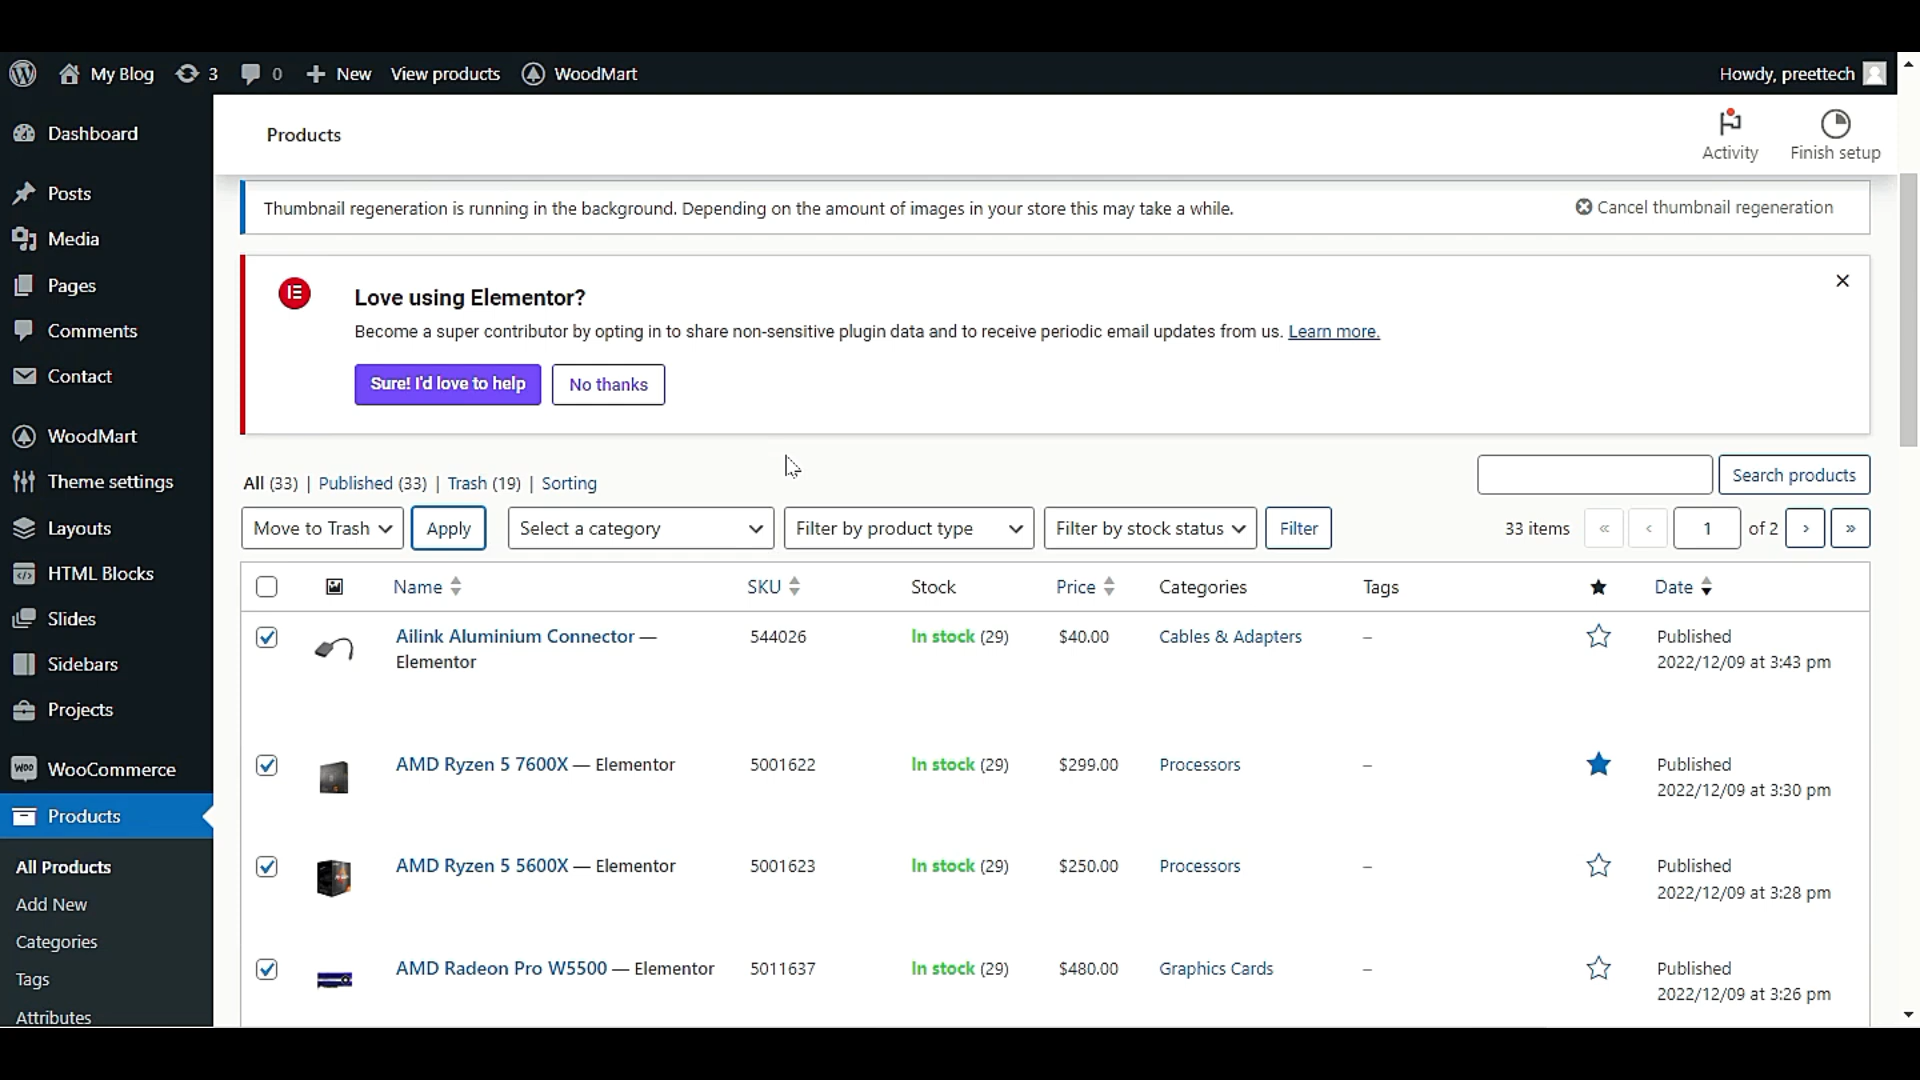 My Blog 3 0 New View products WoodMart Howdy, preettech
Dashboard
Posts
Media
Pages
Comments
Contact
WoodMart
Theme settings
Layouts
HTML Blocks
Slides
Sidebars
Projects
WooCommerce
Products
All Products
Add New
Categories
Tags
Attributes
Products
Activity
Finish setup
Thumbnail regeneration is running in the background. Depending on the amount of images in your store this may take a while. Cancel thumbnail regeneration
Love using Elementor?
Become a super contributor by opting in to share non-sensitive plugin data and to receive periodic email updates from us. Learn more.
Sure! I'd love to help No thanks
All (33) | Published (33) | Trash (19) | Sorting
Search products
Move to Trash Apply Select a category Filter by product type Filter by stock status Filter 33 items « ‹ 1 of 2 › »
Name SKU Stock Price Categories Tags Date
Ailink Aluminium Connector — 544026 In stock (29) $40.00 Cables & Adapters – Published
Elementor 2022/12/09 at 3:43 pm
AMD Ryzen 5 7600X — Elementor 5001622 In stock (29) $299.00 Processors – Published
2022/12/09 at 3:30 pm
AMD Ryzen 5 5600X — Elementor 5001623 In stock (29) $250.00 Processors – Published
2022/12/09 at 3:28 pm
AMD Radeon Pro W5500 — Elementor 5011637 In stock (29) $480.00 Graphics Cards – Published
2022/12/09 at 3:26 pm